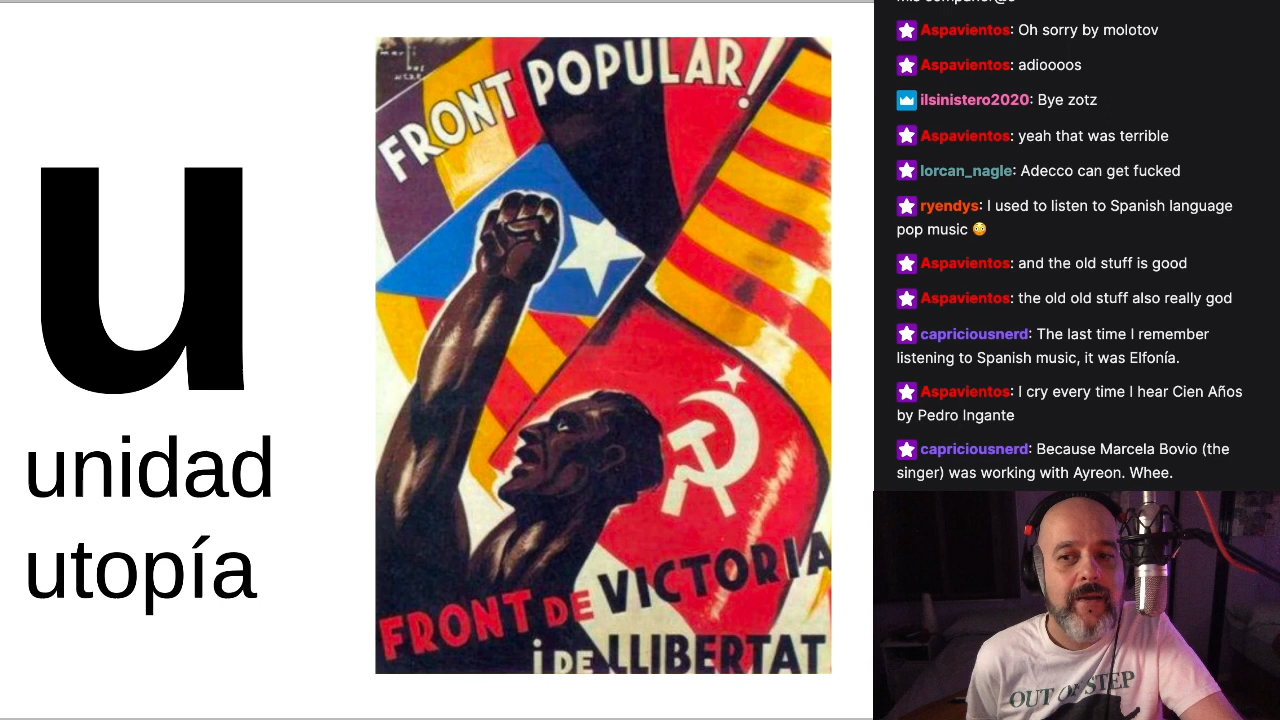 u
unidad
utopía
FRONT POPULAR!
FRONT DE VICTORIA
i DE LLIBERTAT
Aspavientos: Oh sorry by molotov
Aspavientos: adioooos
ilsinistero2020: Bye zotz
Aspavientos: yeah that was terrible
lorcan_nagle: Adecco can get fucked
ryendys: I used to listen to Spanish language
pop music 😳
Aspavientos: and the old stuff is good
Aspavientos: the old old stuff also really god
capriciousnerd: The last time I remember
listening to Spanish music, it was Elfonía.
Aspavientos: I cry every time I hear Cien Años
by Pedro Ingante
capriciousnerd: Because Marcela Bovio (the
singer) was working with Ayreon. Whee.
OUT OF STEP